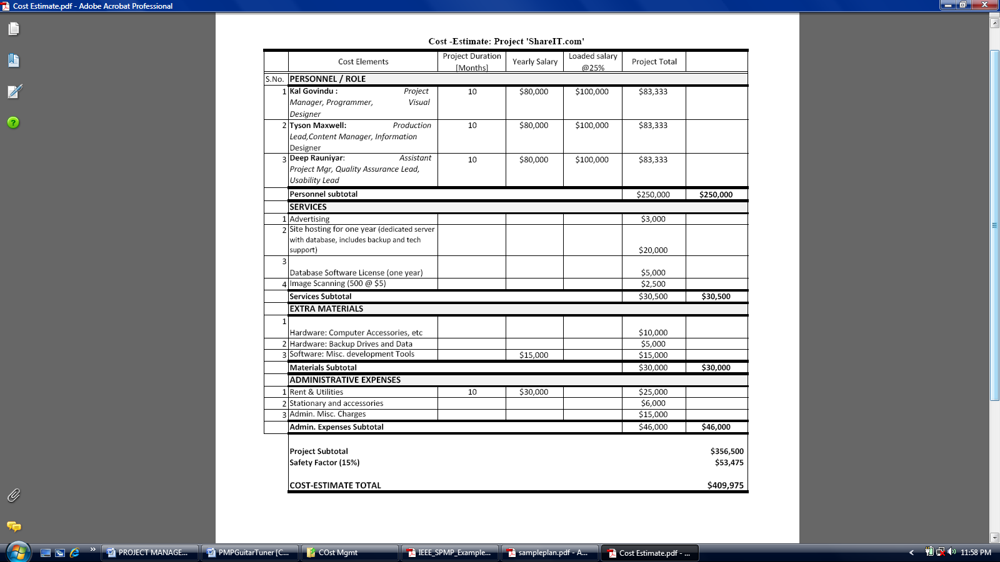 Cost Estimate.pdf - Adobe Acrobat Professional
Cost -Estimate: Project 'ShareIT.com'
Cost Elements Project Duration [Months] Yearly Salary Loaded salary @25% Project Total
S.No. PERSONNEL / ROLE
1 Kal Govindu : Project 10 $80,000 $100,000 $83,333
Manager, Programmer, Visual
Designer
2 Tyson Maxwell: Production 10 $80,000 $100,000 $83,333
Lead,Content Manager, Information
Designer
3 Deep Rauniyar: Assistant 10 $80,000 $100,000 $83,333
Project Mgr, Quality Assurance Lead,
Usability Lead
Personnel subtotal $250,000 $250,000
SERVICES
1 Advertising $3,000
2 Site hosting for one year (dedicated server
with database, includes backup and tech
support) $20,000
3
Database Software License (one year) $5,000
4 Image Scanning (500 @ $5) $2,500
Services Subtotal $30,500 $30,500
EXTRA MATERIALS
1
Hardware: Computer Accessories, etc $10,000
2 Hardware: Backup Drives and Data $5,000
3 Software: Misc. development Tools $15,000 $15,000
Materials Subtotal $30,000 $30,000
ADMINISTRATIVE EXPENSES
1 Rent & Utilities 10 $30,000 $25,000
2 Stationary and accessories $6,000
3 Admin. Misc. Charges $15,000
Admin. Expenses Subtotal $46,000 $46,000
Project Subtotal $356,500
Safety Factor (15%) $53,475
COST-ESTIMATE TOTAL $409,975
PROJECT MANAGE... PMPGuitarTuner [C... COst Mgmt IEEE_SPMP_Example... sampleplan.pdf - A... Cost Estimate.pdf - ... 11:58 PM